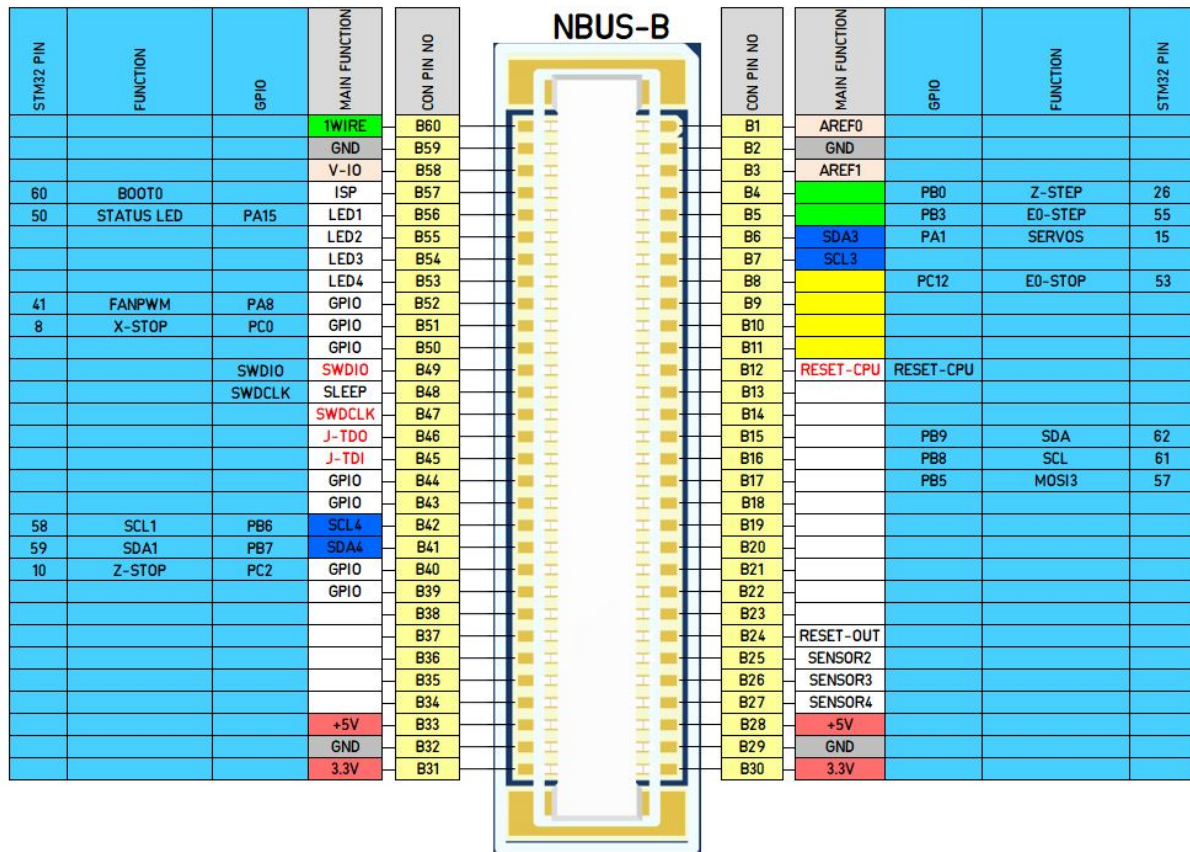 NBUS-B
STM32 PIN FUNCTION GPIO MAIN FUNCTION CON PIN NO CON PIN NO MAIN FUNCTION GPIO FUNCTION STM32 PIN
1WIRE B60 B1 AREF0
GND B59 B2 GND
V-IO B58 B3 AREF1
60 BOOT0 ISP B57 B4 PB0 Z-STEP 26
50 STATUS LED PA15 LED1 B56 B5 PB3 E0-STEP 55
LED2 B55 B6 SDA3 PA1 SERVOS 15
LED3 B54 B7 SCL3
LED4 B53 B8 PC12 E0-STOP 53
41 FANPWM PA8 GPIO B52 B9
8 X-STOP PC0 GPIO B51 B10
GPIO B50 B11
SWDIO SWDIO B49 B12 RESET-CPU RESET-CPU
SWDCLK SLEEP B48 B13
SWDCLK B47 B14
J-TDO B46 B15 PB9 SDA 62
J-TDI B45 B16 PB8 SCL 61
GPIO B44 B17 PB5 MOSI3 57
GPIO B43 B18
58 SCL1 PB6 SCL4 B42 B19
59 SDA1 PB7 SDA4 B41 B20
10 Z-STOP PC2 GPIO B40 B21
GPIO B39 B22
B38 B23
B37 B24 RESET-OUT
B36 B25 SENSOR2
B35 B26 SENSOR3
B34 B27 SENSOR4
+5V B33 B28 +5V
GND B32 B29 GND
3.3V B31 B30 3.3V